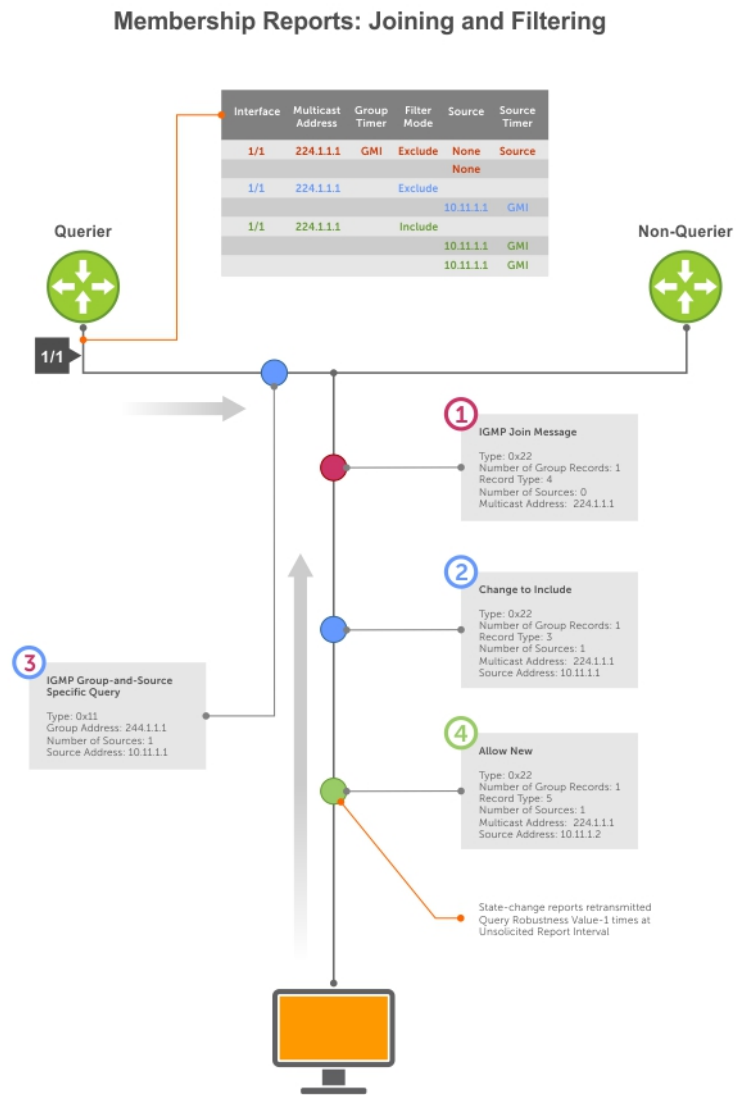 Membership Reports: Joining and Filtering
Interface Multicast Address Group Timer Filter Mode Source Source Timer
1/1 224.1.1.1 GMI Exclude None Source
None
1/1 224.1.1.1 Exclude
10.11.1.1 GMI
1/1 224.1.1.1 Include
10.11.1.1 GMI
10.11.1.1 GMI
Querier
Non-Querier
1/1
1
IGMP Join Message
Type: 0x22
Number of Group Records: 1
Record Type: 4
Number of Sources: 0
Multicast Address: 224.1.1.1
2
Change to Include
Type: 0x22
Number of Group Records: 1
Record Type: 3
Number of Sources: 1
Multicast Address: 224.1.1.1
Source Address: 10.11.1.1
3
IGMP Group-and-Source
Specific Query
Type: 0x11
Group Address: 244.1.1.1
Number of Sources: 1
Source Address: 10.11.1.1
4
Allow New
Type: 0x22
Number of Group Records: 1
Record Type: 5
Number of Sources: 1
Multicast Address: 224.1.1.1
Source Address: 10.11.1.2
State-change reports retransmitted
Query Robustness Value-1 times at
Unsolicited Report Interval